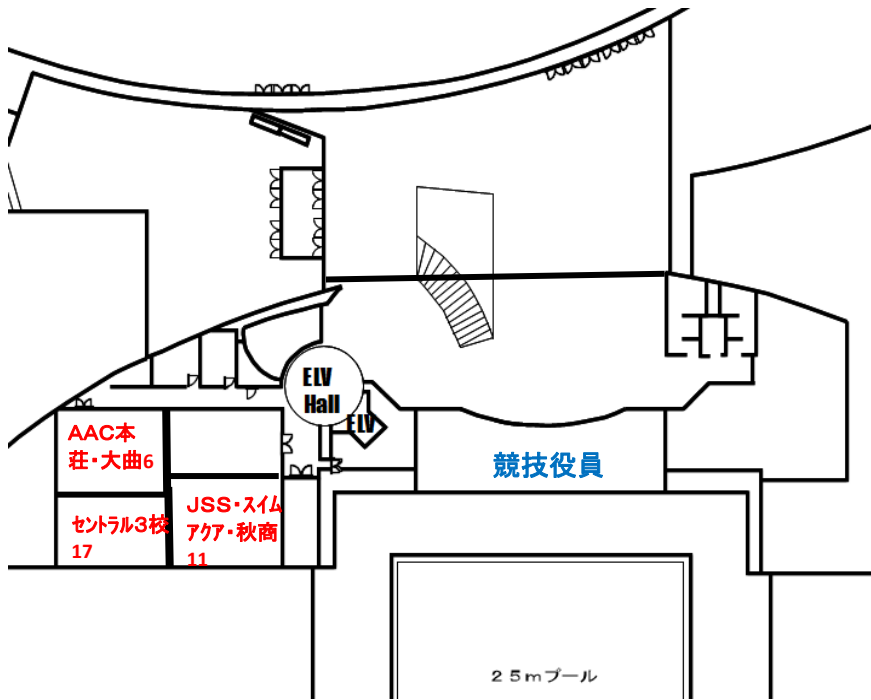 ELV
Hall
ELV
AAC本
荘・大曲6
競技役員
セントラル3校
17
JSS・スイム
アクア・秋商
11
25mプール